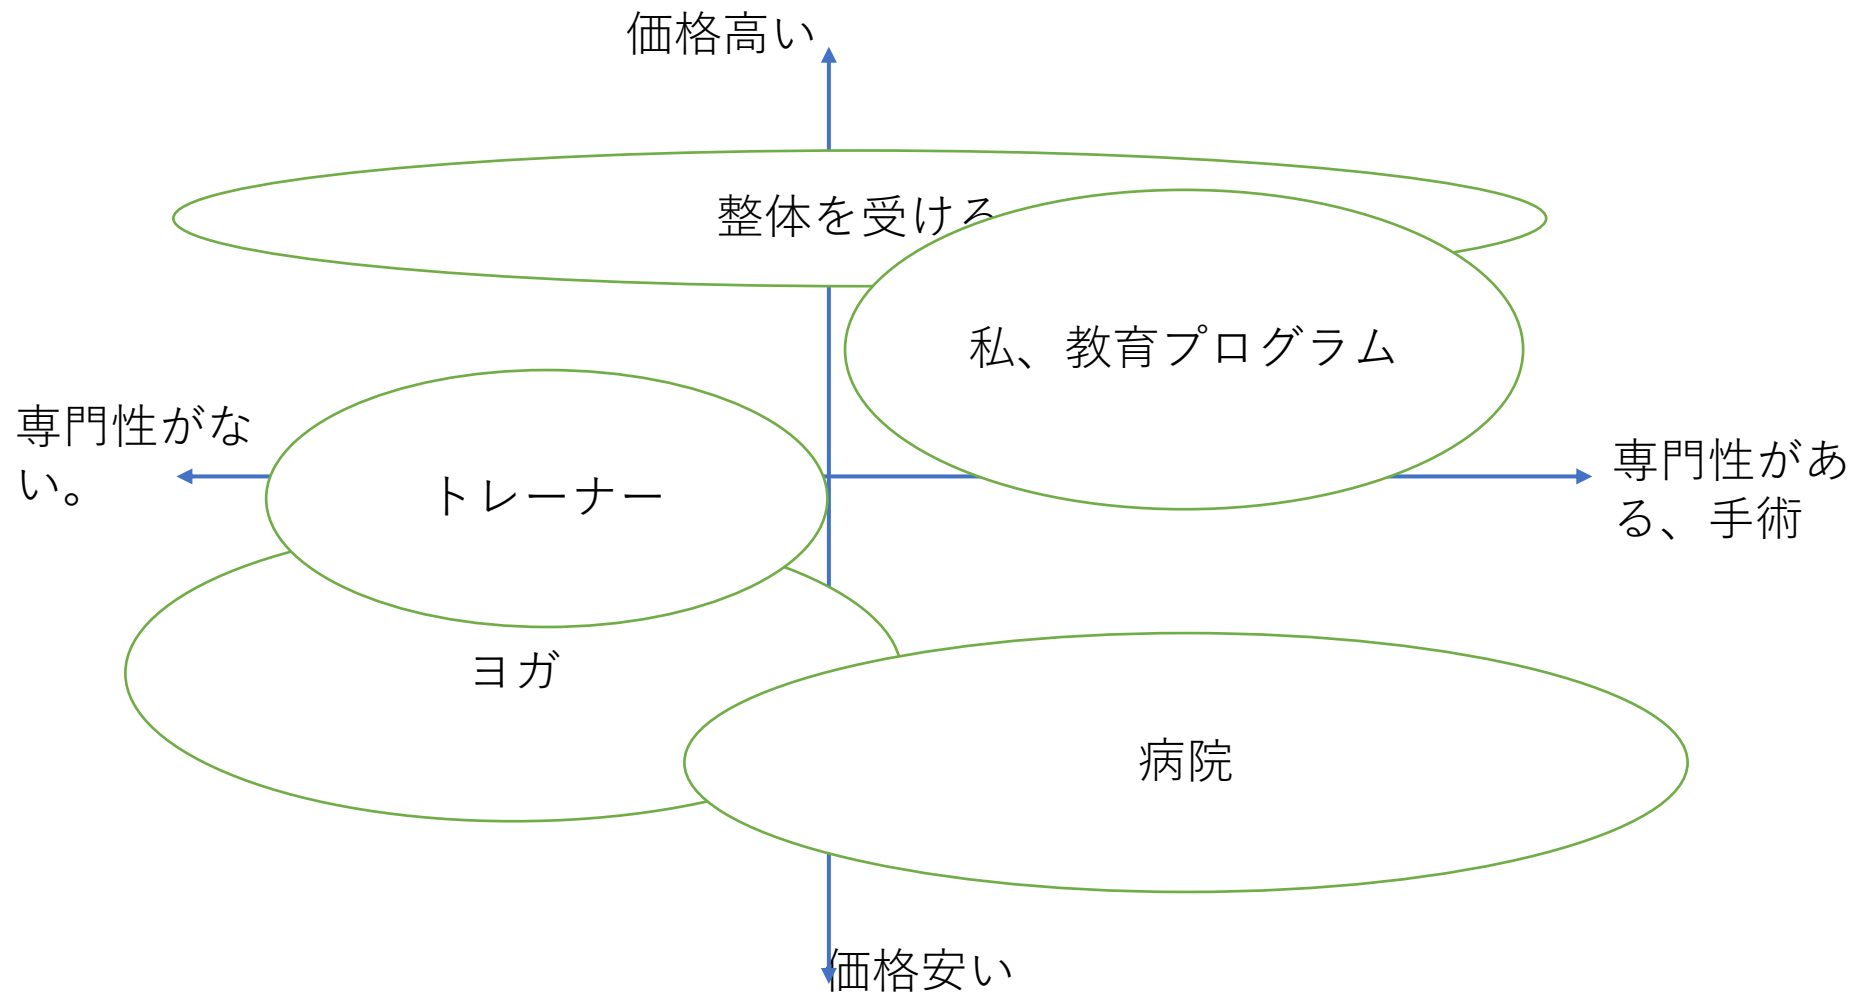 価格高い
整体を受ける
私、教育プログラム
専門性がな
い。
トレーナー
専門性があ
る、手術
ヨガ
病院
価格安い